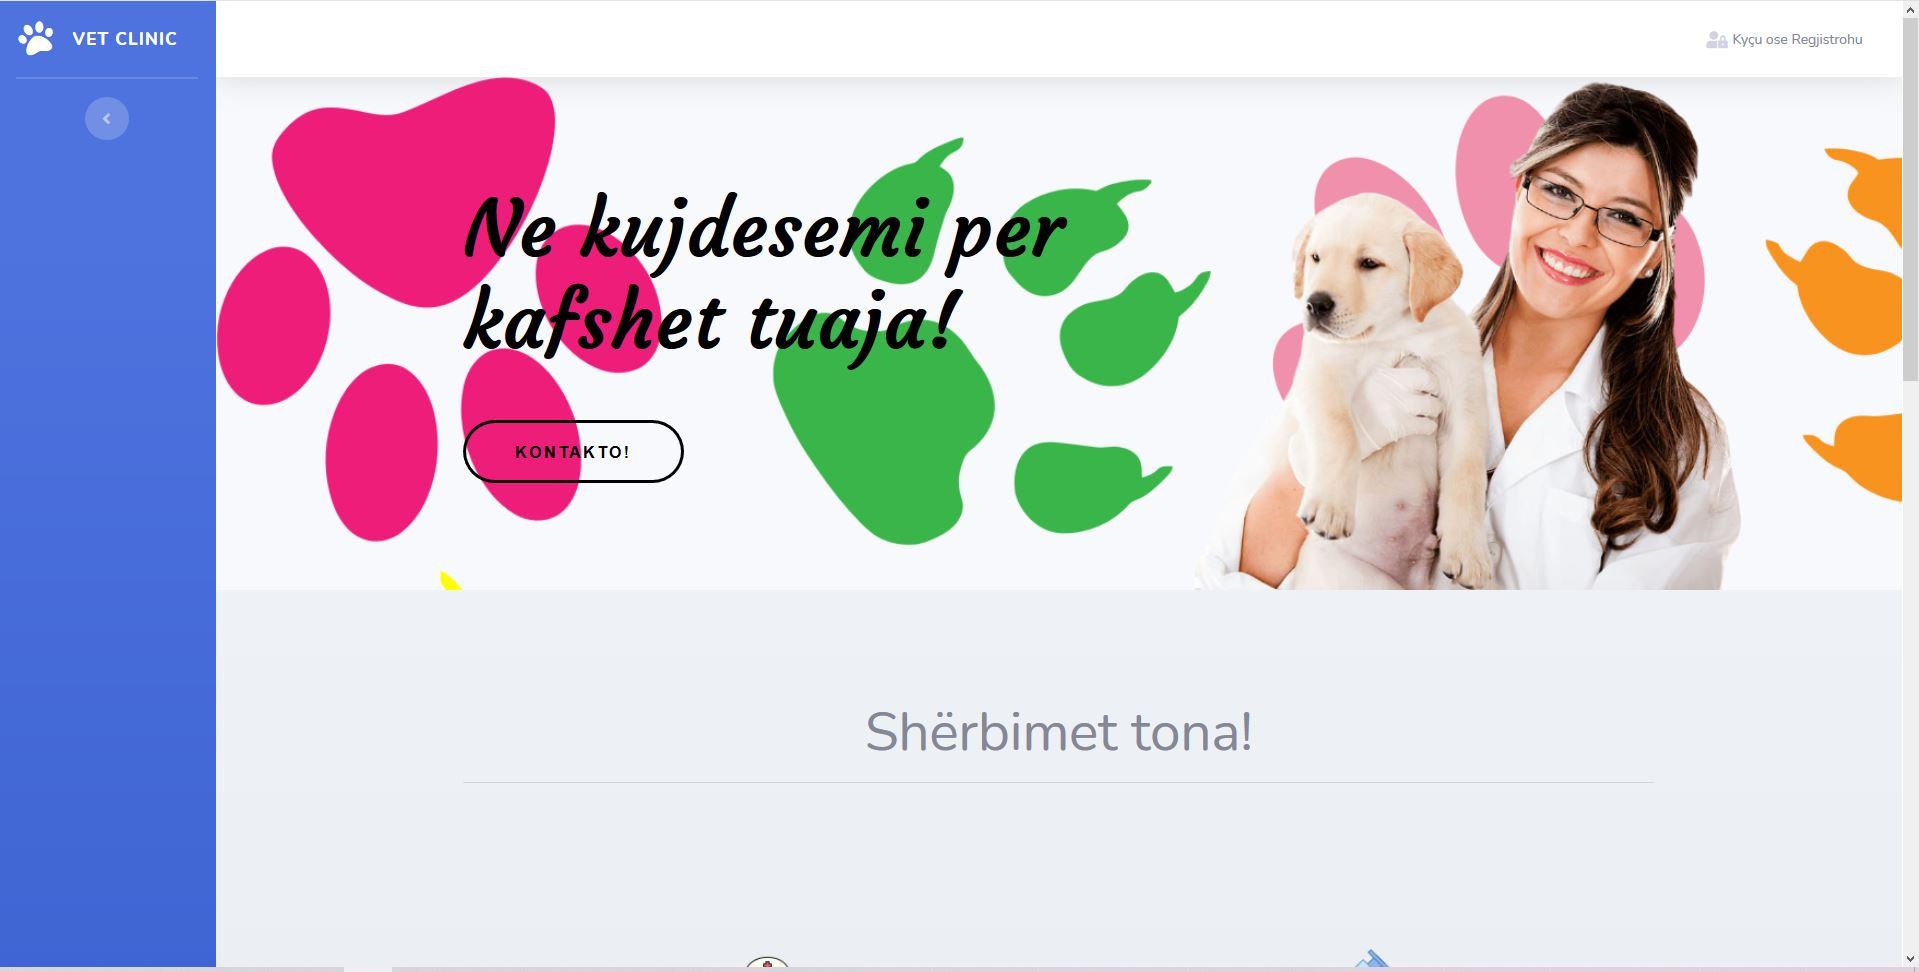 VET CLINIC
Kyçu ose Regjistrohu
Ne kujdesemi per
kafshet tuaja!
KONTAKTO!
Shërbimet tona!